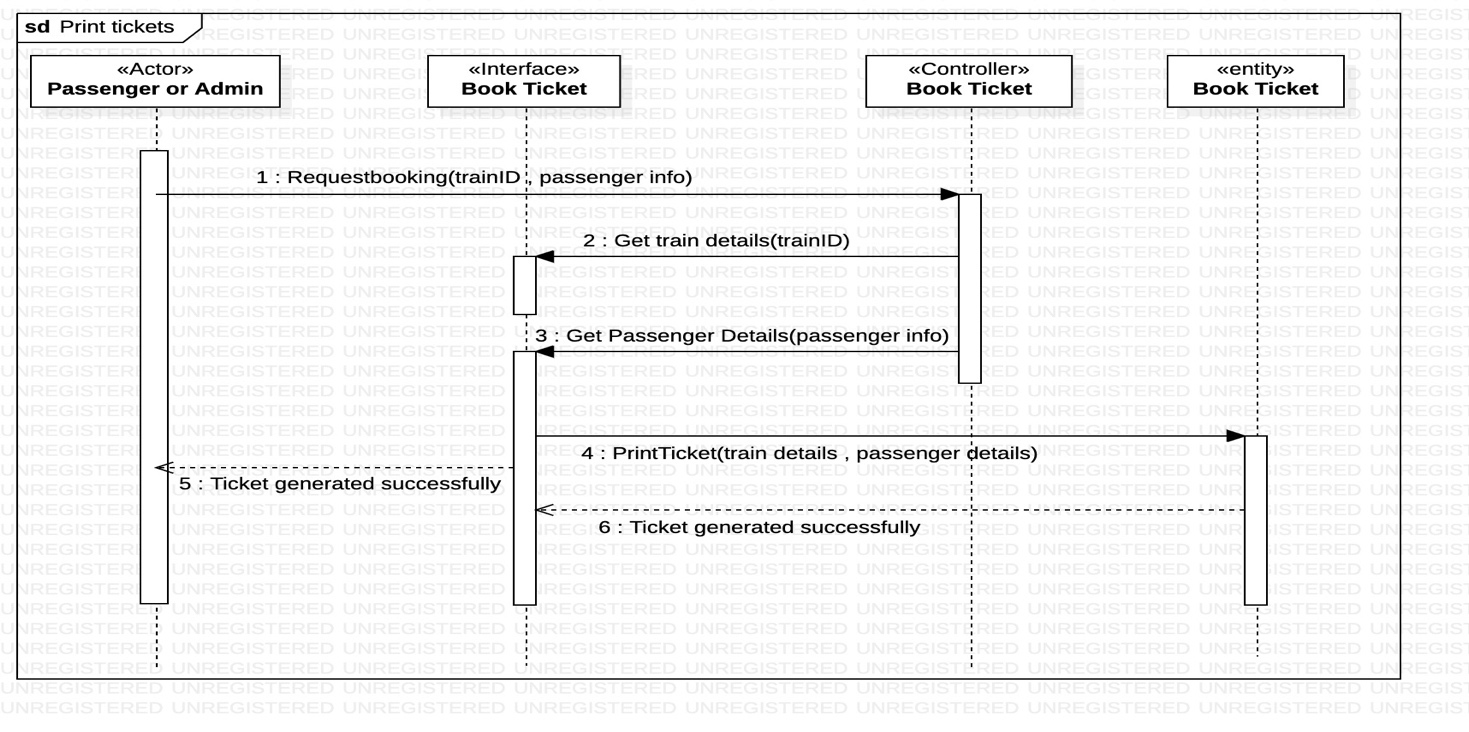 sd Print tickets
«Actor»
Passenger or Admin
«Interface»
Book Ticket
«Controller»
Book Ticket
«entity»
Book Ticket
1 : Requestbooking(trainID , passenger info)
2 : Get train details(trainID)
3 : Get Passenger Details(passenger info)
4 : PrintTicket(train details , passenger details)
5 : Ticket generated successfully
6 : Ticket generated successfully
UNREGISTERED